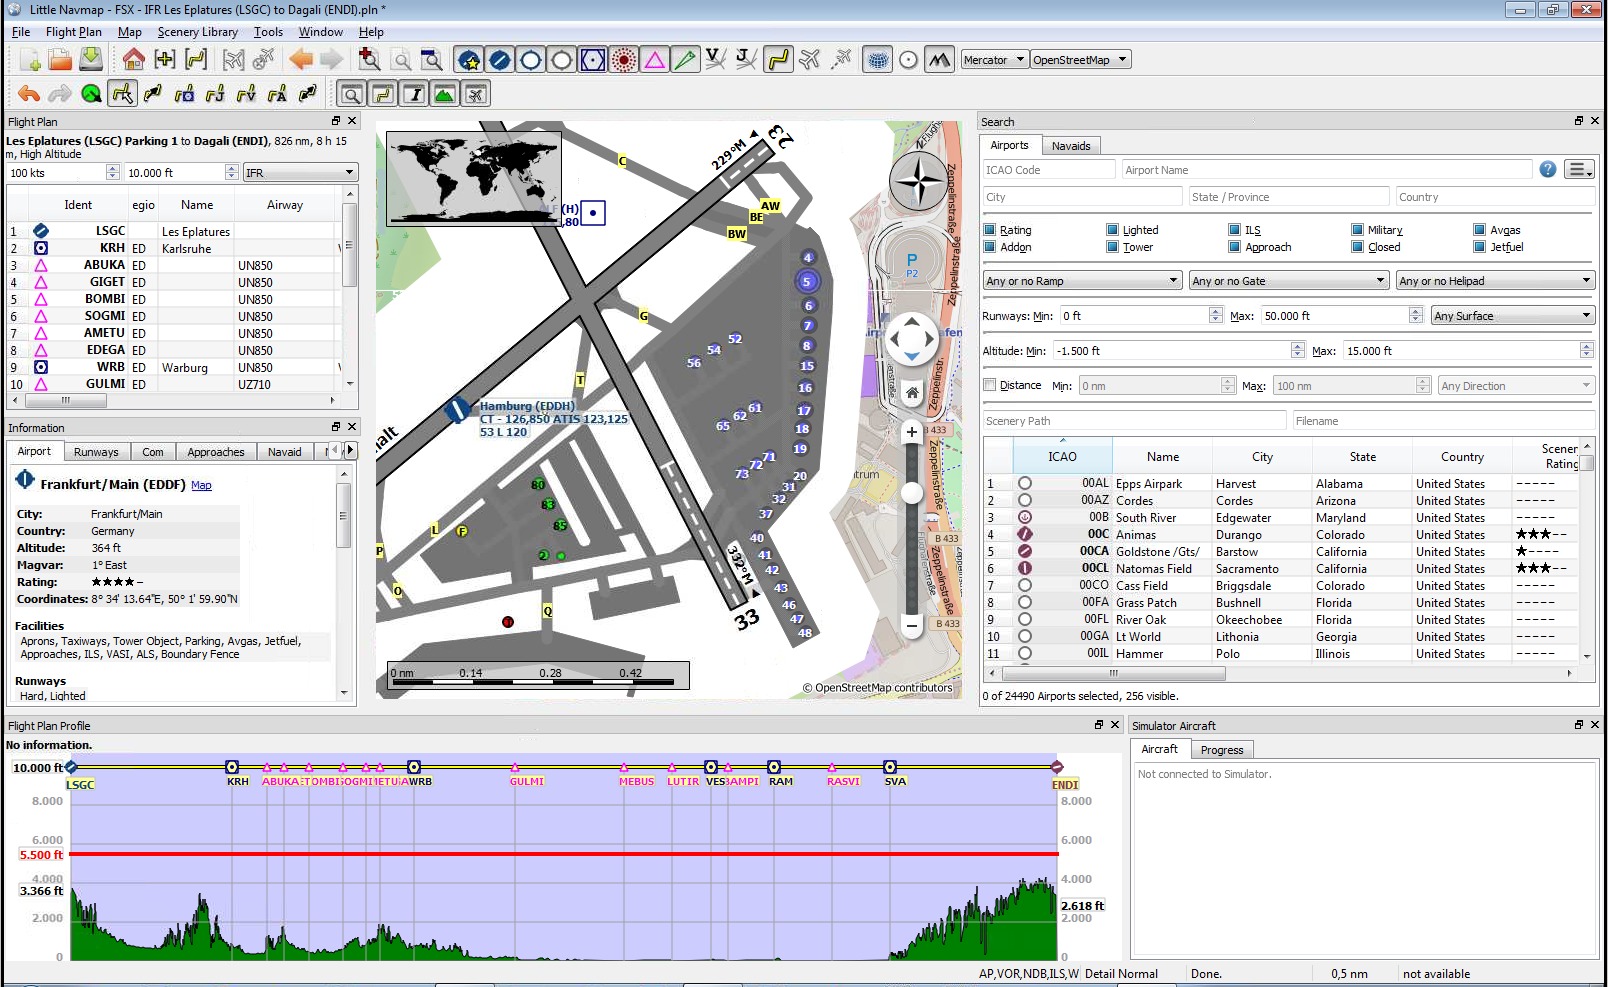 Little Navmap - FSX - IFR Les Eplatures (LSGC) to Dagali (ENDI).pln *
File Flight Plan Map Scenery Library Tools Window Help
Mercator OpenStreetMap
Flight Plan
Les Eplatures (LSGC) Parking 1 to Dagali (ENDI), 826 nm, 8 h 15
m, High Altitude
100 kts 10.000 ft IFR
Ident egio Name Airway
1 LSGC Les Eplatures
2 KRH ED Karlsruhe
3 ABUKA ED UN850
4 GIGET ED UN850
5 BOMBI ED UN850
6 SOGMI ED UN850
7 AMETU ED UN850
8 EDEGA ED UN850
9 WRB ED Warburg UN850
10 GULMI ED UZ710
Information
Airport Runways Com Approaches Navaid
Frankfurt/Main (EDDF) Map
City: Frankfurt/Main
Country: Germany
Altitude: 364 ft
Magvar: 1° East
Rating: ★★★★–
Coordinates: 8° 34' 13.64"E, 50° 1' 59.90"N
Facilities
Aprons, Taxiways, Tower Object, Parking, Avgas, Jetfuel,
Approaches, ILS, VASI, ALS, Boundary Fence
Runways
Hard, Lighted
229°M
23
C
AW
BE
BW
(H)
,80
4
5
6
7
8
15
16
17
18
19
20
31
32
37
40
41
42
43
46
47
48
G
52
54
56
61
62
65
71
72
73
T
Hamburg (EDDH)
CT - 126,850 ATIS 123,125
53 L 120
alt
80
83
85
2
L
F
P
O
Q
T
332°M
33
P
P2
Zeppelinstraße
Zeppelinstraße
Zeppelinstraße
Zeppelinstr.
Zeppelinstraße
Zeppelinstraße
B 433
B 433
B 433
B 433
trum
0 nm 0.14 0.28 0.42
© OpenStreetMap contributors
Search
Airports Navaids
ICAO Code Airport Name
City State / Province Country
Rating Lighted ILS Military Avgas
Addon Tower Approach Closed Jetfuel
Any or no Ramp Any or no Gate Any or no Helipad
Runways: Min: 0 ft Max: 50.000 ft Any Surface
Altitude: Min: -1.500 ft Max: 15.000 ft
Distance Min: 0 nm Max: 100 nm Any Direction
Scenery Path Filename
ICAO Name City State Country Scener
Rating
1 00AL Epps Airpark Harvest Alabama United States -----
2 00AZ Cordes Cordes Arizona United States -----
3 00B South River Edgewater Maryland United States -----
4 00C Animas Durango Colorado United States ★★★--
5 00CA Goldstone /Gts/ Barstow California United States ★----
6 00CL Natomas Field Sacramento California United States ★★★--
7 00CO Cass Field Briggsdale Colorado United States -----
8 00FA Grass Patch Bushnell Florida United States -----
9 00FL River Oak Okeechobee Florida United States -----
10 00GA Lt World Lithonia Georgia United States -----
11 00IL Hammer Polo Illinois United States -----
0 of 24490 Airports selected, 256 visible.
Flight Plan Profile
No information.
10.000 ft
LSGC KRH ABUKA TOMBI OGMI ETU WRB GULMI MEBUS LUTIR VES BAMPI RAM RASVI SVA ENDI
8.000 8.000
6.000 6.000
5.500 ft
4.000 4.000
3.366 ft
2.618 ft
2.000 2.000
0 0
Simulator Aircraft
Aircraft Progress
Not connected to Simulator.
AP,VOR,NDB,ILS,W Detail Normal Done. 0,5 nm not available